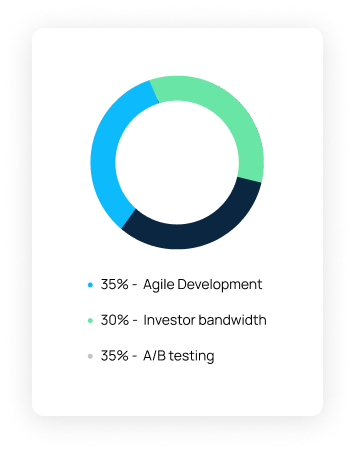 35% - Agile Development
30% - Investor bandwidth
35% - A/B testing